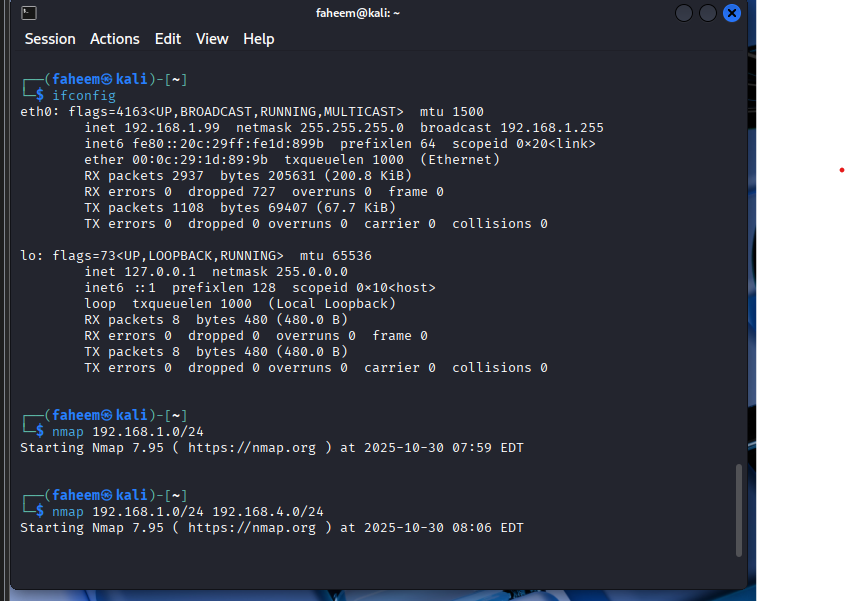 faheem@kali: ~
Session Actions Edit View Help
┌──(faheem㉿kali)-[~]
└─$ ifconfig
eth0: flags=4163<UP,BROADCAST,RUNNING,MULTICAST>  mtu 1500
        inet 192.168.1.99  netmask 255.255.255.0  broadcast 192.168.1.255
        inet6 fe80::20c:29ff:fe1d:899b  prefixlen 64  scopeid 0×20<link>
        ether 00:0c:29:1d:89:9b  txqueuelen 1000  (Ethernet)
        RX packets 2937  bytes 205631 (200.8 KiB)
        RX errors 0  dropped 727  overruns 0  frame 0
        TX packets 1108  bytes 69407 (67.7 KiB)
        TX errors 0  dropped 0 overruns 0  carrier 0  collisions 0
lo: flags=73<UP,LOOPBACK,RUNNING>  mtu 65536
        inet 127.0.0.1  netmask 255.0.0.0
        inet6 ::1  prefixlen 128  scopeid 0×10<host>
        loop  txqueuelen 1000  (Local Loopback)
        RX packets 8  bytes 480 (480.0 B)
        RX errors 0  dropped 0  overruns 0  frame 0
        TX packets 8  bytes 480 (480.0 B)
        TX errors 0  dropped 0 overruns 0  carrier 0  collisions 0
┌──(faheem㉿kali)-[~]
└─$ nmap 192.168.1.0/24
Starting Nmap 7.95 ( https://nmap.org ) at 2025-10-30 07:59 EDT
┌──(faheem㉿kali)-[~]
└─$ nmap 192.168.1.0/24 192.168.4.0/24
Starting Nmap 7.95 ( https://nmap.org ) at 2025-10-30 08:06 EDT